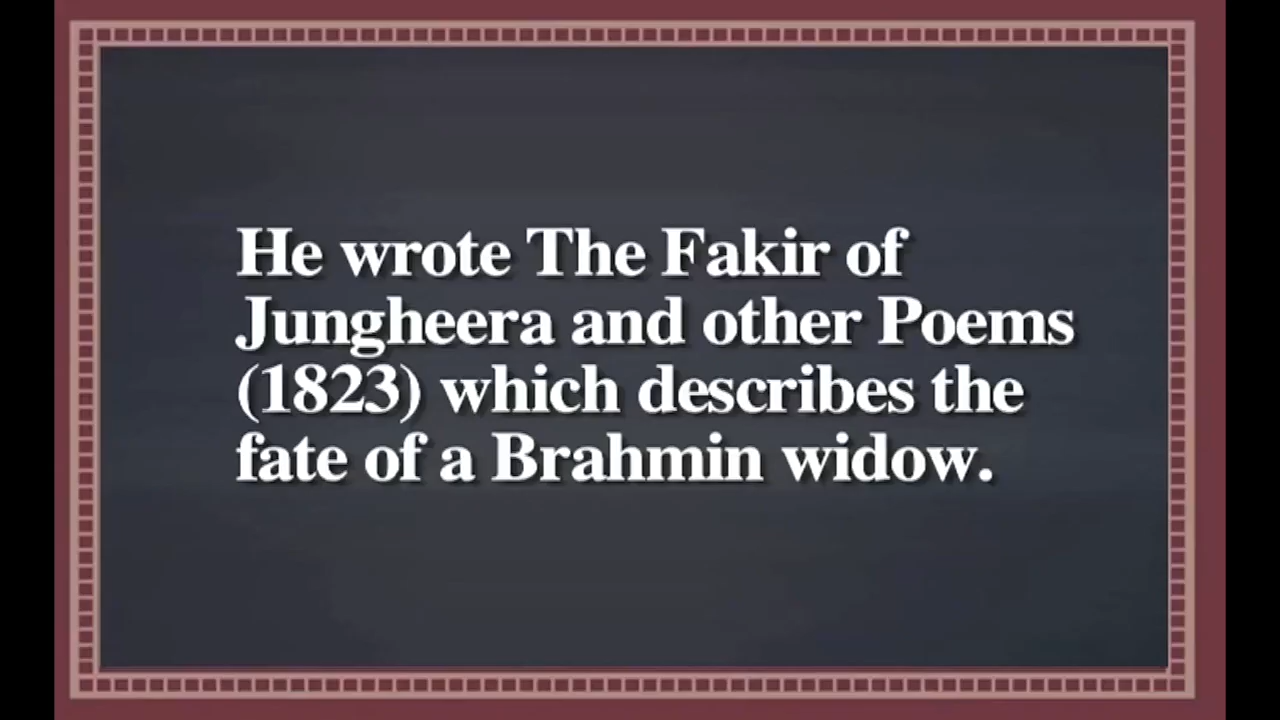 He wrote The Fakir of
Jungheera and other Poems
(1823) which describes the
fate of a Brahmin widow.